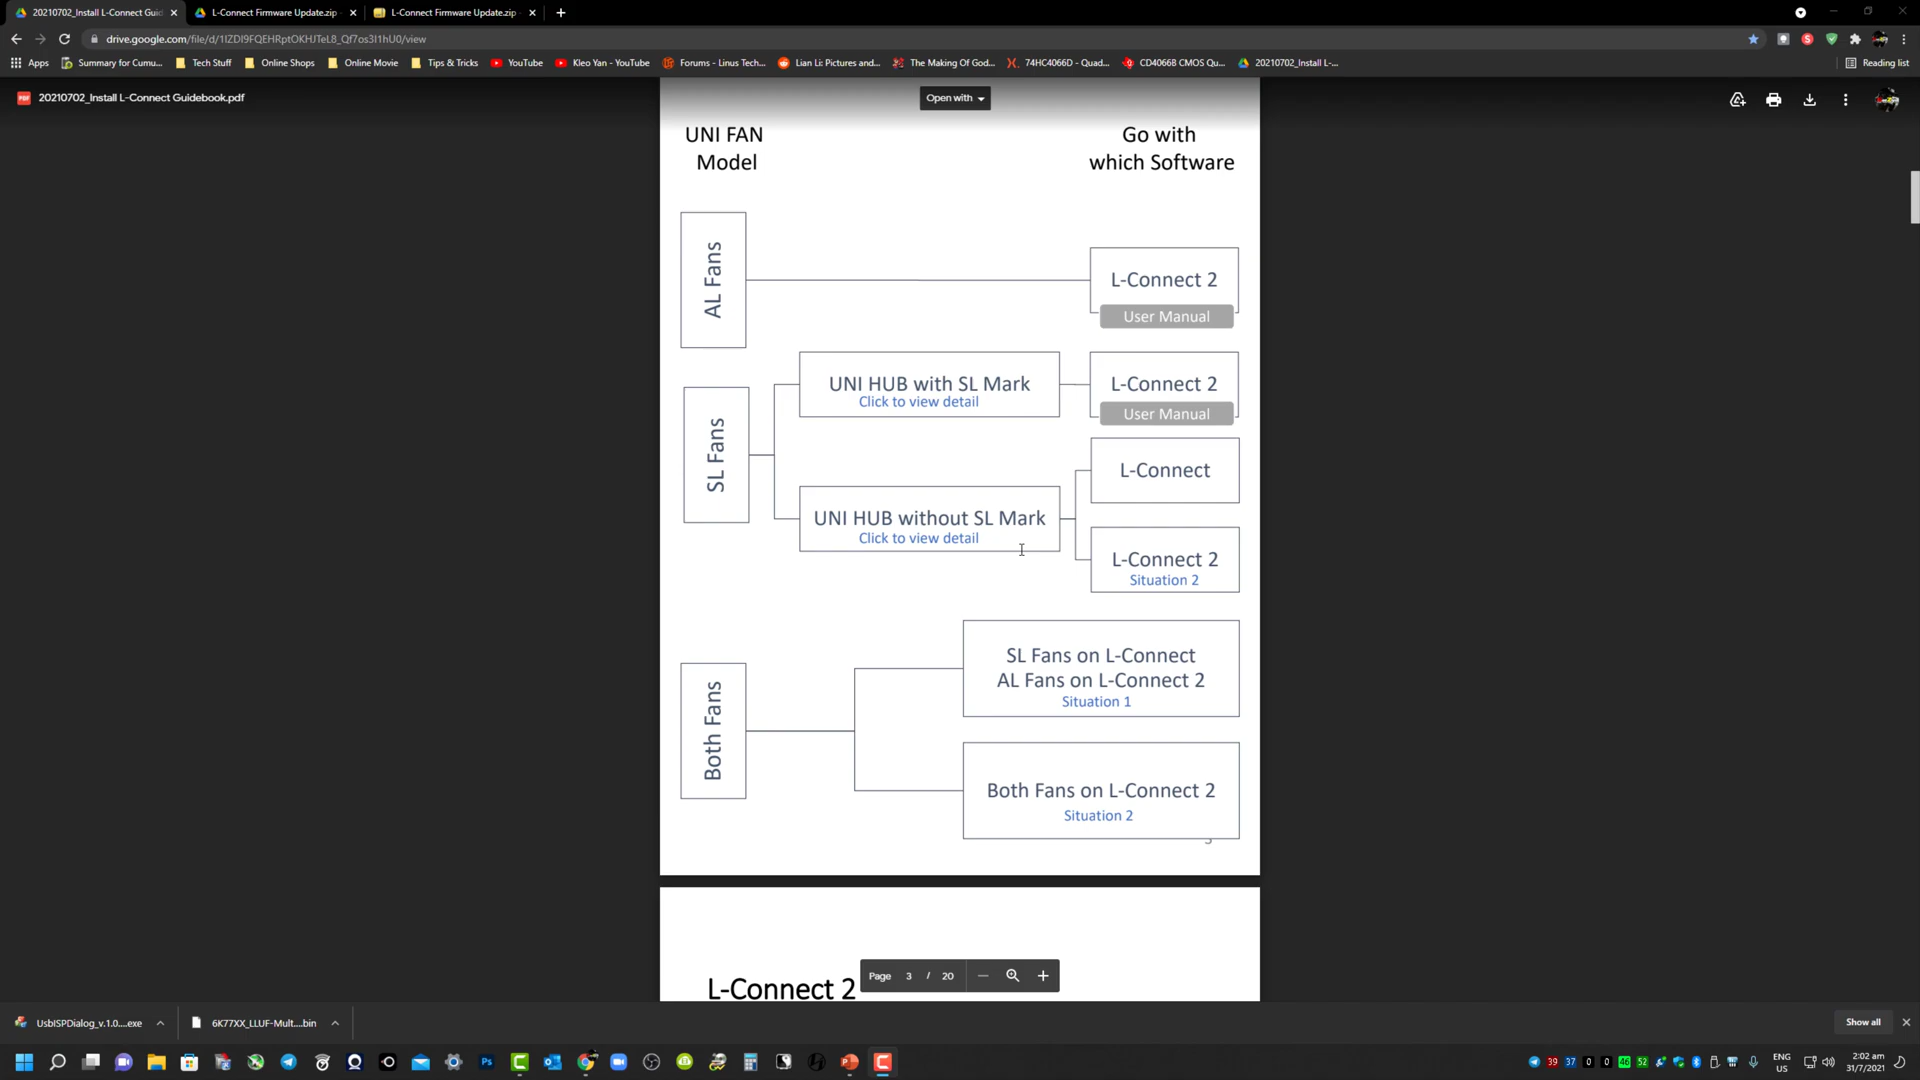 20210702_Install L-Connect Guid
L-Connect Firmware Update.zip
L-Connect Firmware Update.zip
drive.google.com/file/d/1IZDI9FQEHRptOKHJTeL8_Qf7os3I1hU0/view
Apps
Summary for Cumu...
Tech Stuff
Online Shops
Online Movie
Tips & Tricks
YouTube
Kleo Yan - YouTube
Forums - Linus Tech...
Lian Li: Pictures and...
The Making Of God...
74HC4066D - Quad...
CD4066B CMOS Qu...
20210702_Install L-...
Reading list
20210702_Install L-Connect Guidebook.pdf
Open with
UNI FAN
Model
Go with
which Software
AL Fans
L-Connect 2
User Manual
SL Fans
UNI HUB with SL Mark
Click to view detail
L-Connect 2
User Manual
UNI HUB without SL Mark
Click to view detail
L-Connect
L-Connect 2
Situation 2
Both Fans
SL Fans on L-Connect
AL Fans on L-Connect 2
Situation 1
Both Fans on L-Connect 2
Situation 2
L-Connect 2
Page 3 / 20
UsbISPDialog_v.1.0....exe
6K77XX_LLUF-Mult....bin
Show all
39 37 0 0 46 52
ENG
US
2:02 am
31/7/2021